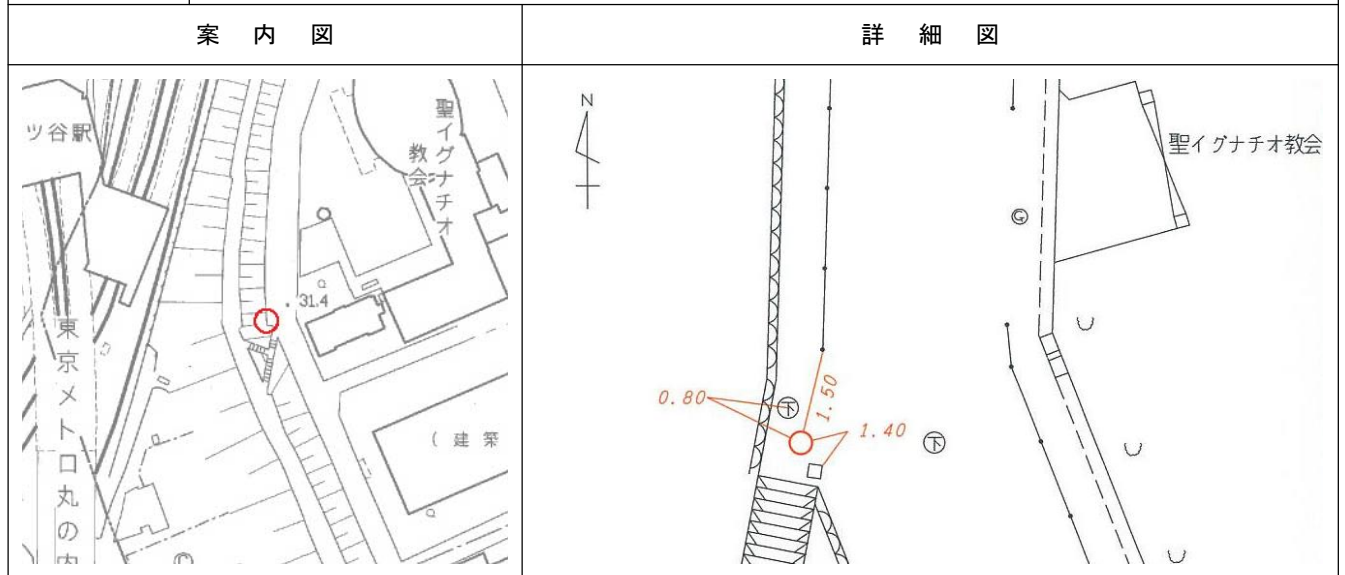 案 内 図
詳 細 図
ツ谷駅
聖イグナチオ
教会
31.4
東京メトロ丸の内
(建築
N
聖イグナチオ教会
G
0.80
下
1.50
1.40
下